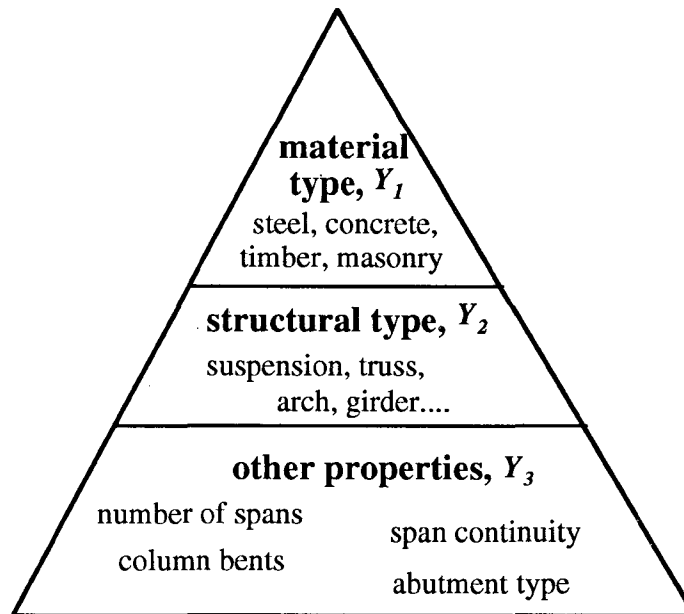 material
type, Y1
steel, concrete,
timber, masonry
structural type, Y2
suspension, truss,
arch, girder....
other properties, Y3
number of spans
column bents
span continuity
abutment type